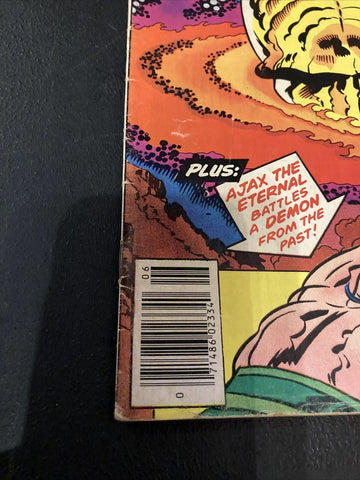 PLUS:
AJAX THE
ETERNAL
BATTLES
A DEMON
FROM THE
PAST!
06
0
71486-02334